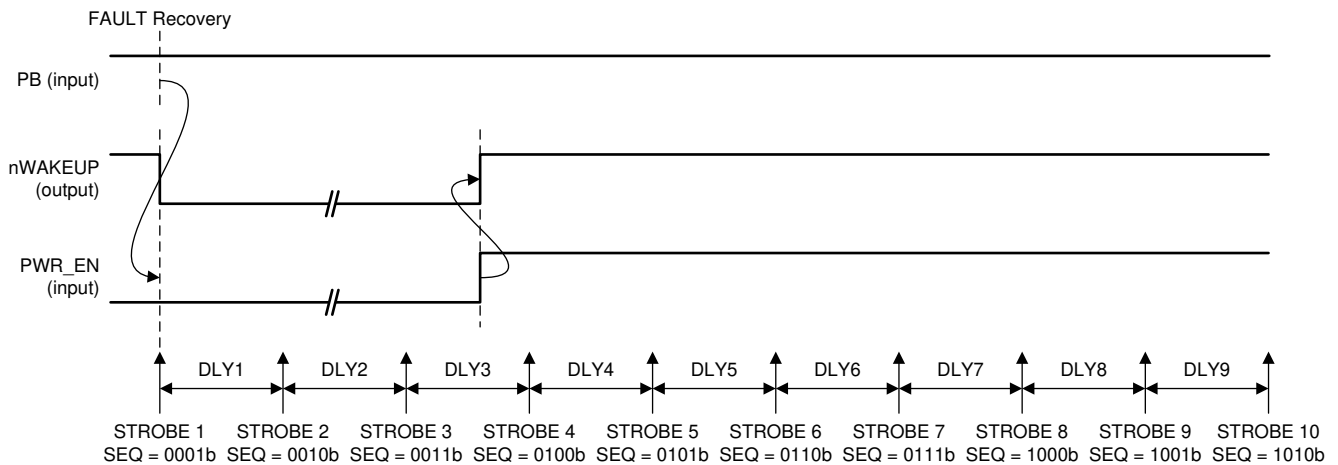 FAULT Recovery
PB (input)
nWAKEUP
(output)
PWR_EN
(input)
DLY1 DLY2 DLY3 DLY4 DLY5 DLY6 DLY7 DLY8 DLY9
STROBE 1 STROBE 2 STROBE 3 STROBE 4 STROBE 5 STROBE 6 STROBE 7 STROBE 8 STROBE 9 STROBE 10
SEQ = 0001b SEQ = 0010b SEQ = 0011b SEQ = 0100b SEQ = 0101b SEQ = 0110b SEQ = 0111b SEQ = 1000b SEQ = 1001b SEQ = 1010b